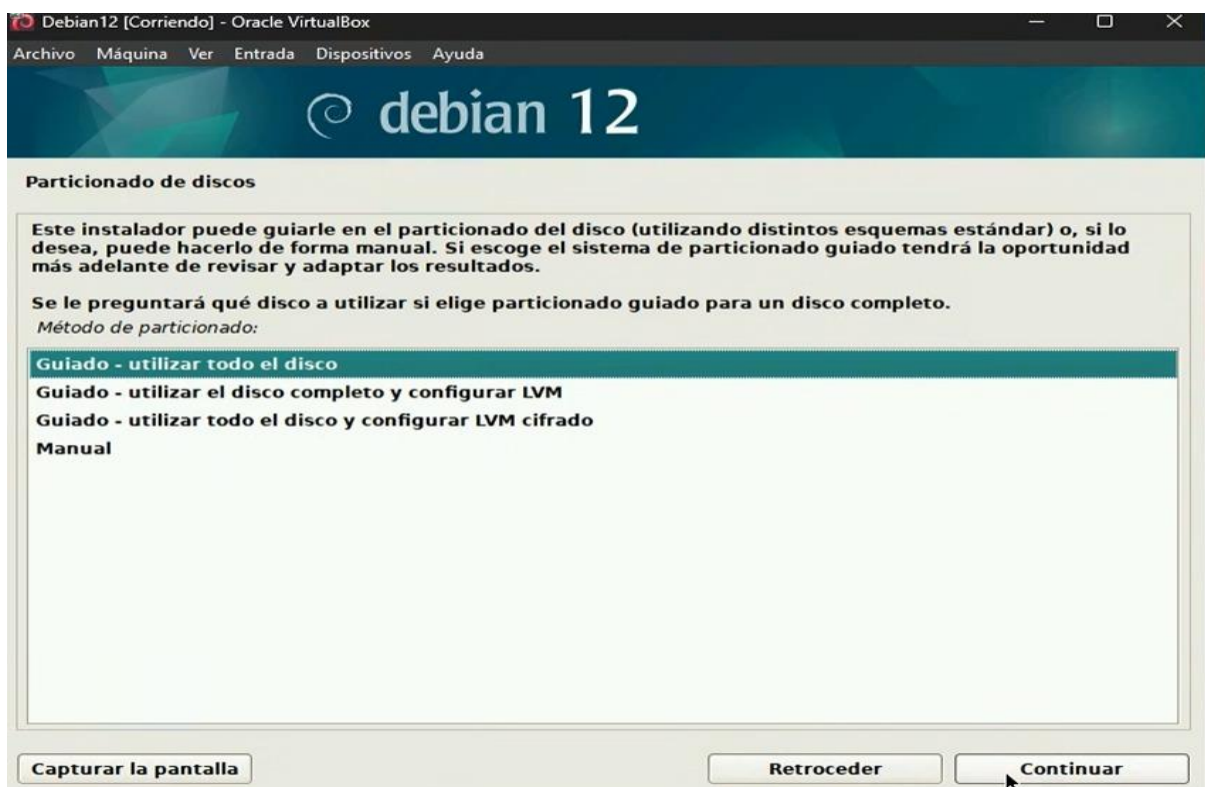 Debian12 [Corriendo] - Oracle VirtualBox
Archivo Máquina Ver Entrada Dispositivos Ayuda
debian 12
Particionado de discos
Este instalador puede guiarle en el particionado del disco (utilizando distintos esquemas estándar) o, si lo
desea, puede hacerlo de forma manual. Si escoge el sistema de particionado guiado tendrá la oportunidad
más adelante de revisar y adaptar los resultados.
Se le preguntará qué disco a utilizar si elige particionado guiado para un disco completo.
Método de particionado:
Guiado - utilizar todo el disco
Guiado - utilizar el disco completo y configurar LVM
Guiado - utilizar todo el disco y configurar LVM cifrado
Manual
Capturar la pantalla
Retroceder
Continuar